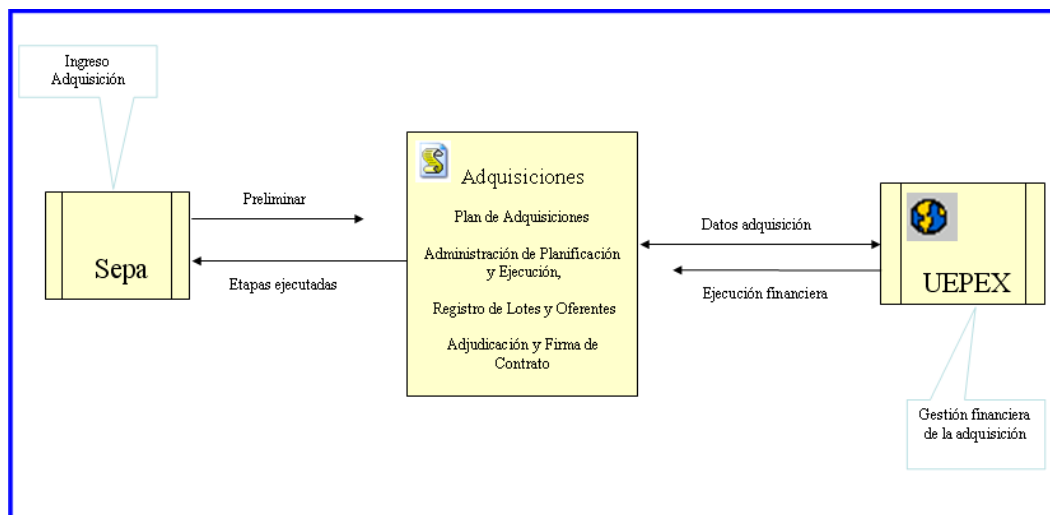 Ingreso
Adquisición
Sepa
Preliminar
Etapas ejecutadas
Adquisiciones
Plan de Adquisiciones
Administración de Planificación
y Ejecución,
Registro de Lotes y Oferentes
Adjudicación y Firma de
Contrato
Datos adquisición
Ejecución financiera
UEPEX
Gestión financiera
de la adquisición